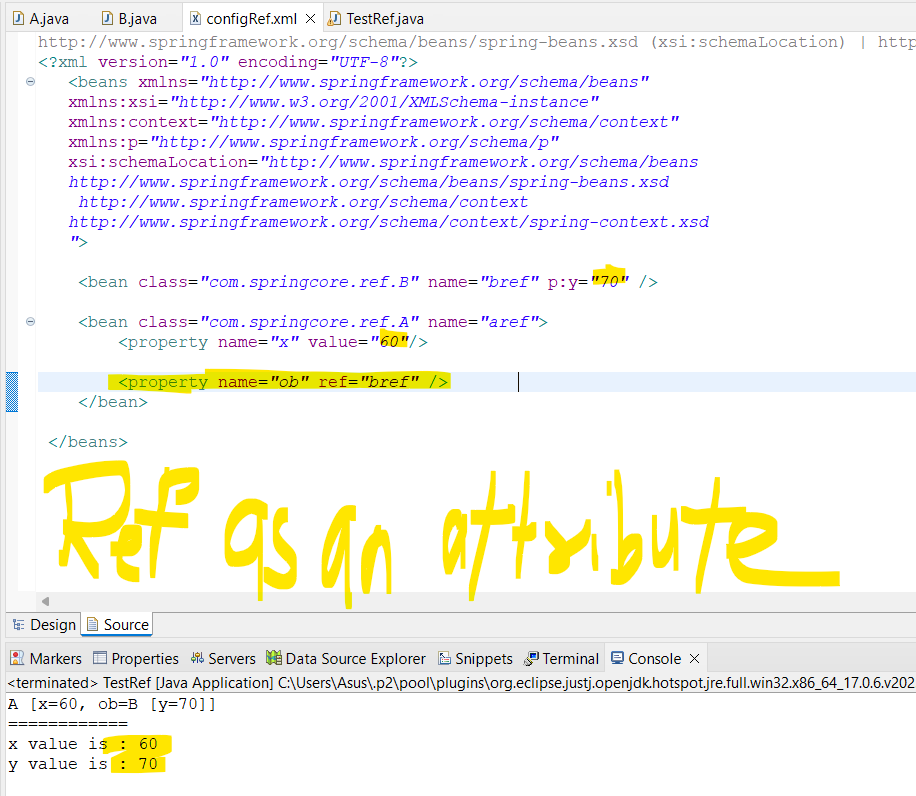 A.java B.java configRef.xml TestRef.java
http://www.springframework.org/schema/beans/spring-beans.xsd (xsi:schemaLocation) | http
<?xml version="1.0" encoding="UTF-8"?>
<beans xmlns="http://www.springframework.org/schema/beans"
xmlns:xsi="http://www.w3.org/2001/XMLSchema-instance"
xmlns:context="http://www.springframework.org/schema/context"
xmlns:p="http://www.springframework.org/schema/p"
xsi:schemaLocation="http://www.springframework.org/schema/beans
http://www.springframework.org/schema/beans/spring-beans.xsd
http://www.springframework.org/schema/context
http://www.springframework.org/schema/context/spring-context.xsd
">
<bean class="com.springcore.ref.B" name="bref" p:y="70" />
<bean class="com.springcore.ref.A" name="aref">
<property name="x" value="60"/>
<property name="ob" ref="bref" />
</bean>
</beans>
Ref as an attribute
Design Source
Markers Properties Servers Data Source Explorer Snippets Terminal Console
<terminated> TestRef [Java Application] C:\Users\Asus\.p2\pool\plugins\org.eclipse.justj.openjdk.hotspot.jre.full.win32.x86_64_17.0.6.v202
A [x=60, ob=B [y=70]]
============
x value is : 60
y value is : 70